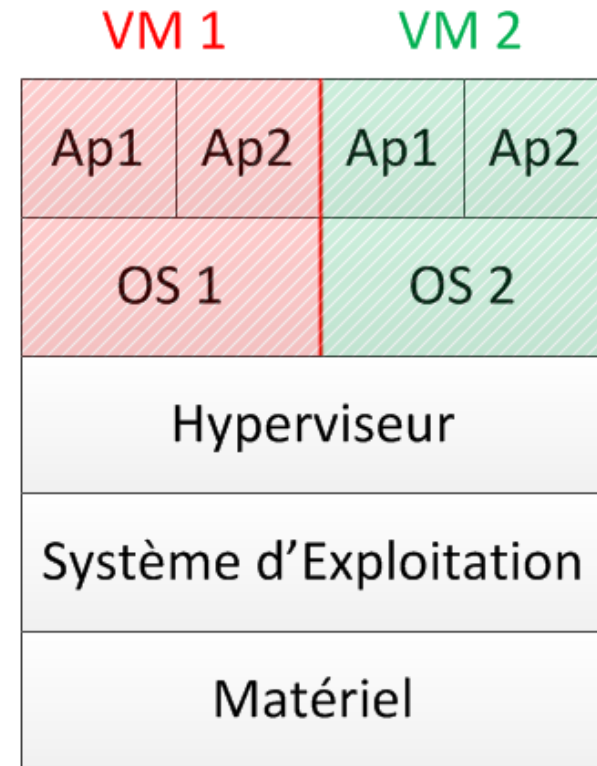 VM 1 VM 2
Ap1 Ap2 Ap1 Ap2
OS 1 OS 2
Hyperviseur
Système d’Exploitation
Matériel